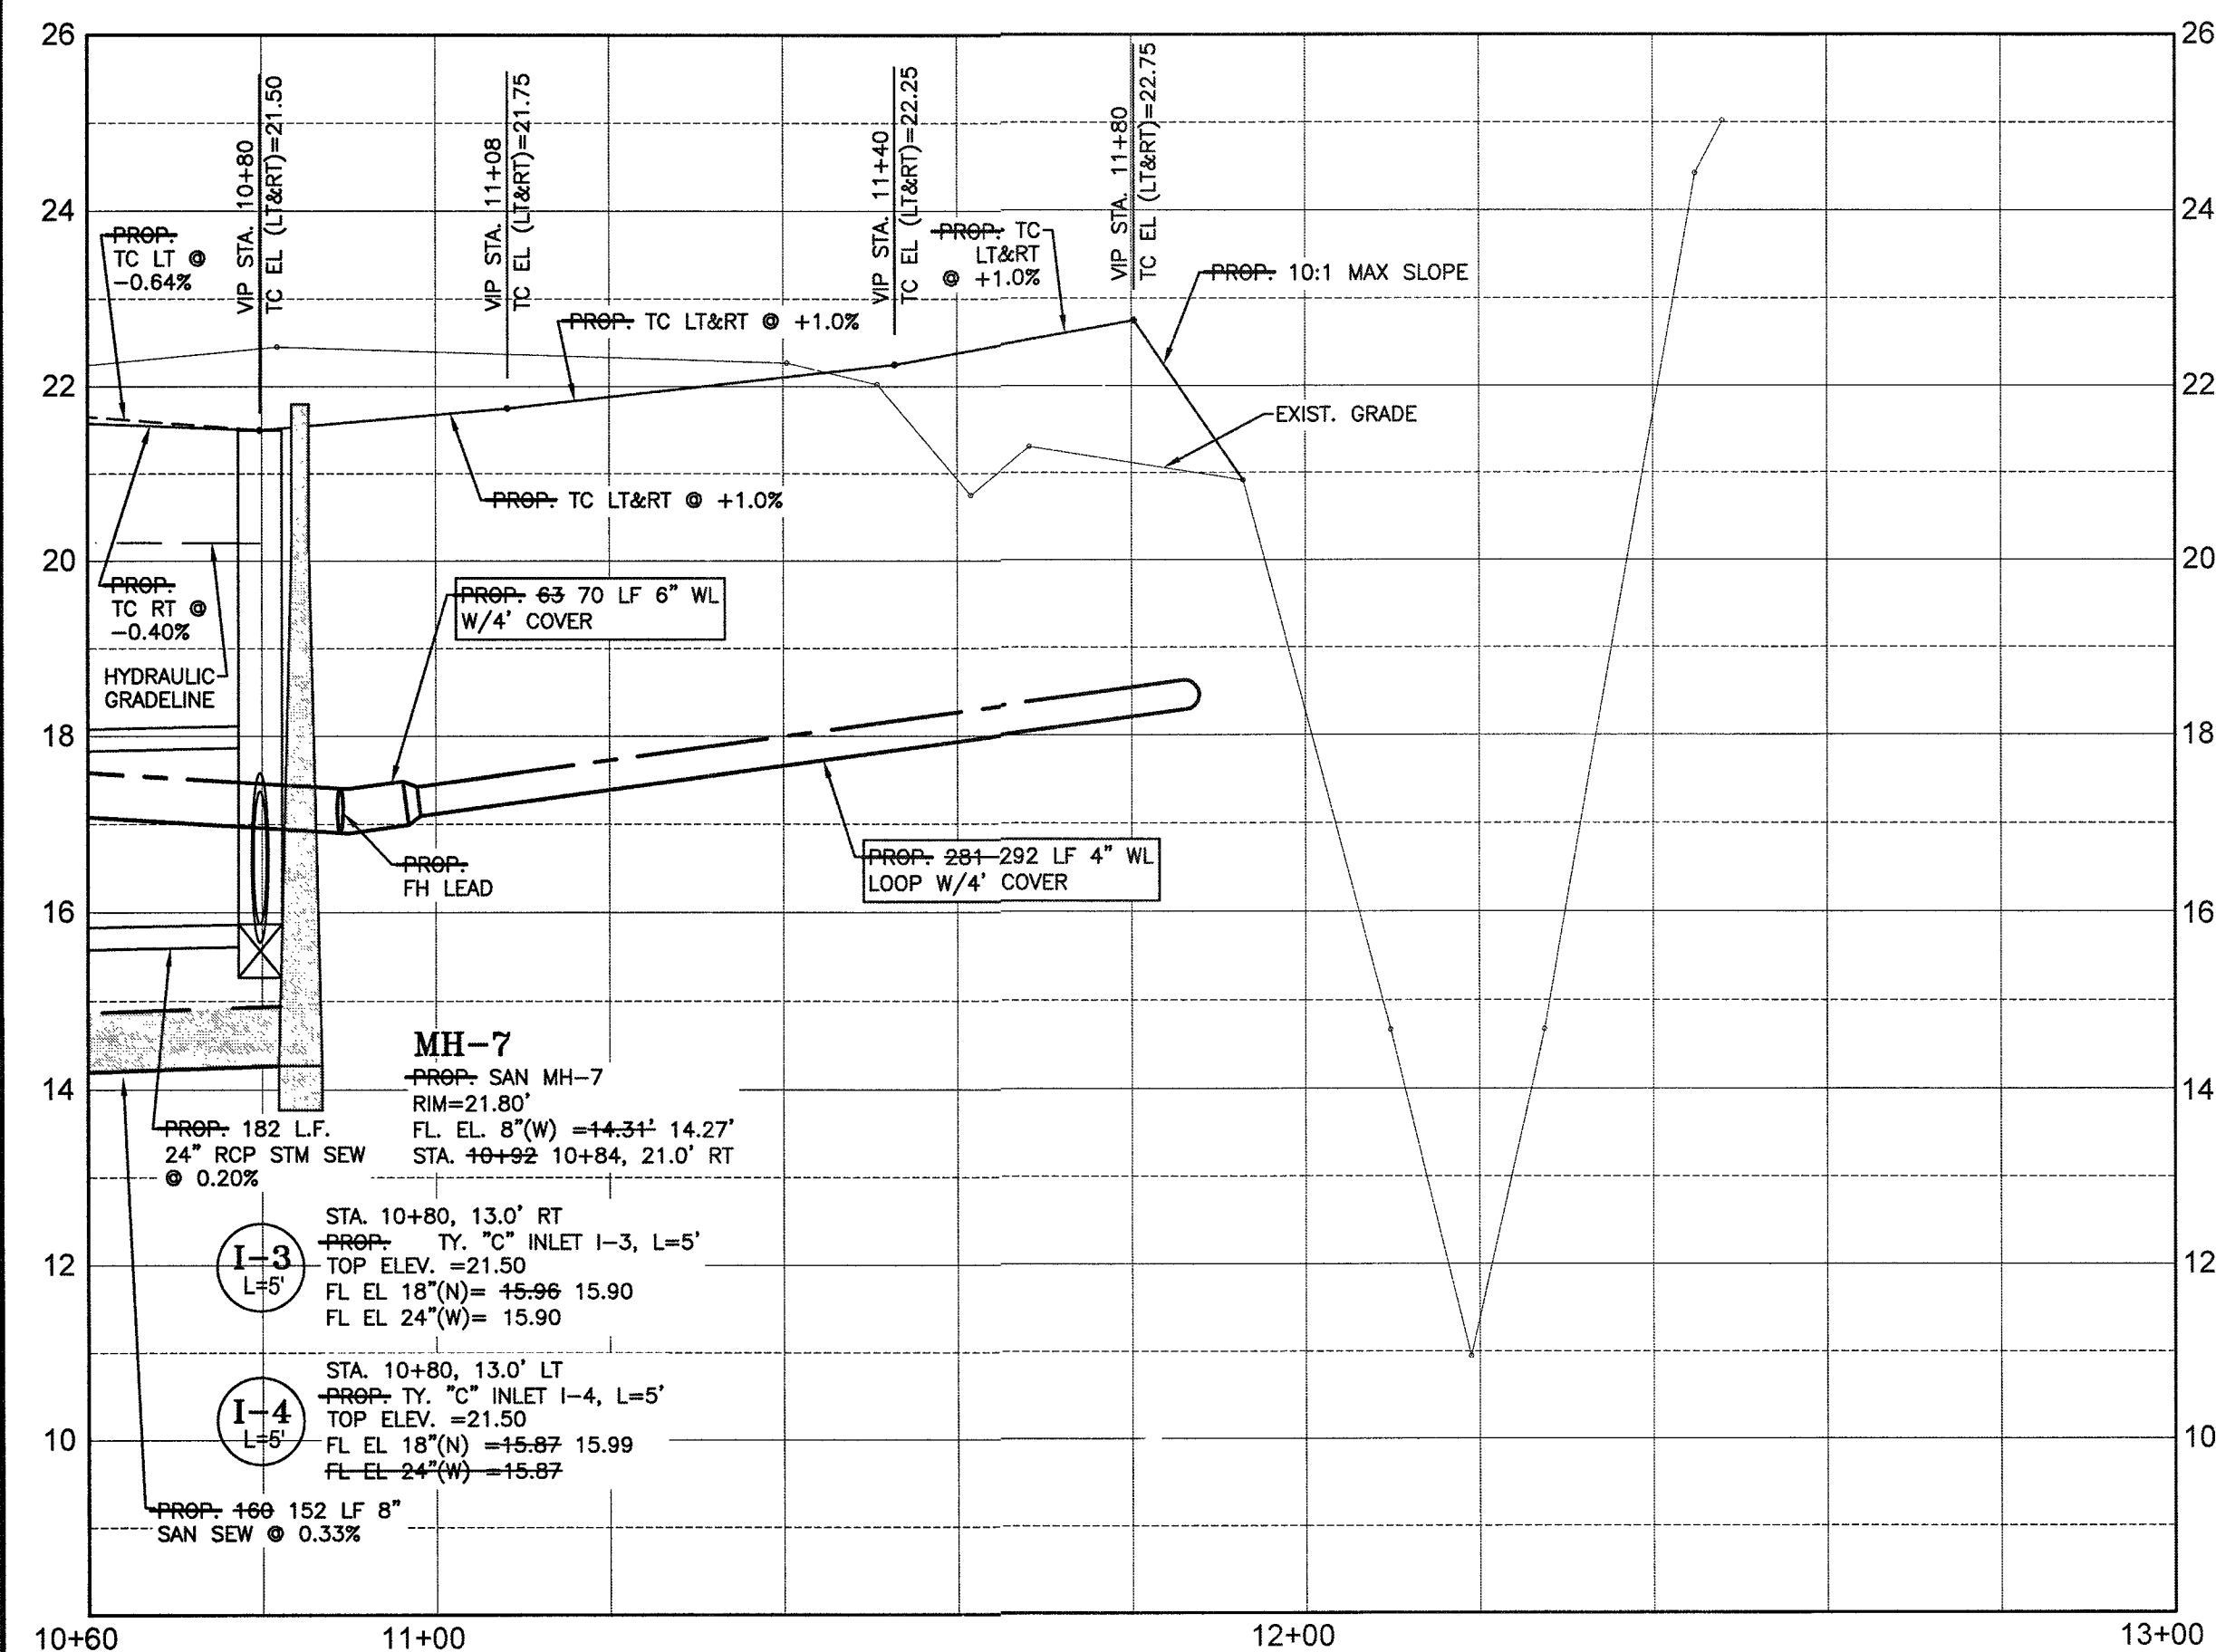 26
24
22
20
18
16
14
12
10
26
24
22
20
18
16
14
12
10
10+60
11+00
12+00
13+00
VIP STA. 10+80
TC EL (LT&RT)=21.50
VIP STA. 11+08
TC EL (LT&RT)=21.75
VIP STA. 11+40
TC EL (LT&RT)=22.25
VIP STA. 11+80
TC EL (LT&RT)=22.75
PROP.
TC LT @
-0.64%
PROP. TC
LT&RT
@ +1.0%
PROP. 10:1 MAX SLOPE
PROP. TC LT&RT @ +1.0%
EXIST. GRADE
PROP. TC LT&RT @ +1.0%
PROP.
TC RT @
-0.40%
HYDRAULIC
GRADELINE
PROP. 63 70 LF 6" WL
W/4' COVER
PROP.
FH LEAD
PROP. 281 292 LF 4" WL
LOOP W/4' COVER
MH-7
PROP. SAN MH-7
RIM=21.80'
FL. EL. 8"(W) =14.31' 14.27'
STA. 10+92 10+84, 21.0' RT
PROP. 182 L.F.
24" RCP STM SEW
@ 0.20%
I-3
L=5'
STA. 10+80, 13.0' RT
PROP. TY. "C" INLET I-3, L=5'
TOP ELEV. =21.50
FL EL 18"(N)= 15.96 15.90
FL EL 24"(W)= 15.90
I-4
L=5'
STA. 10+80, 13.0' LT
PROP. TY. "C" INLET I-4, L=5'
TOP ELEV. =21.50
FL EL 18"(N) =15.87 15.99
FL EL 24"(W) =15.87
PROP. 160 152 LF 8"
SAN SEW @ 0.33%